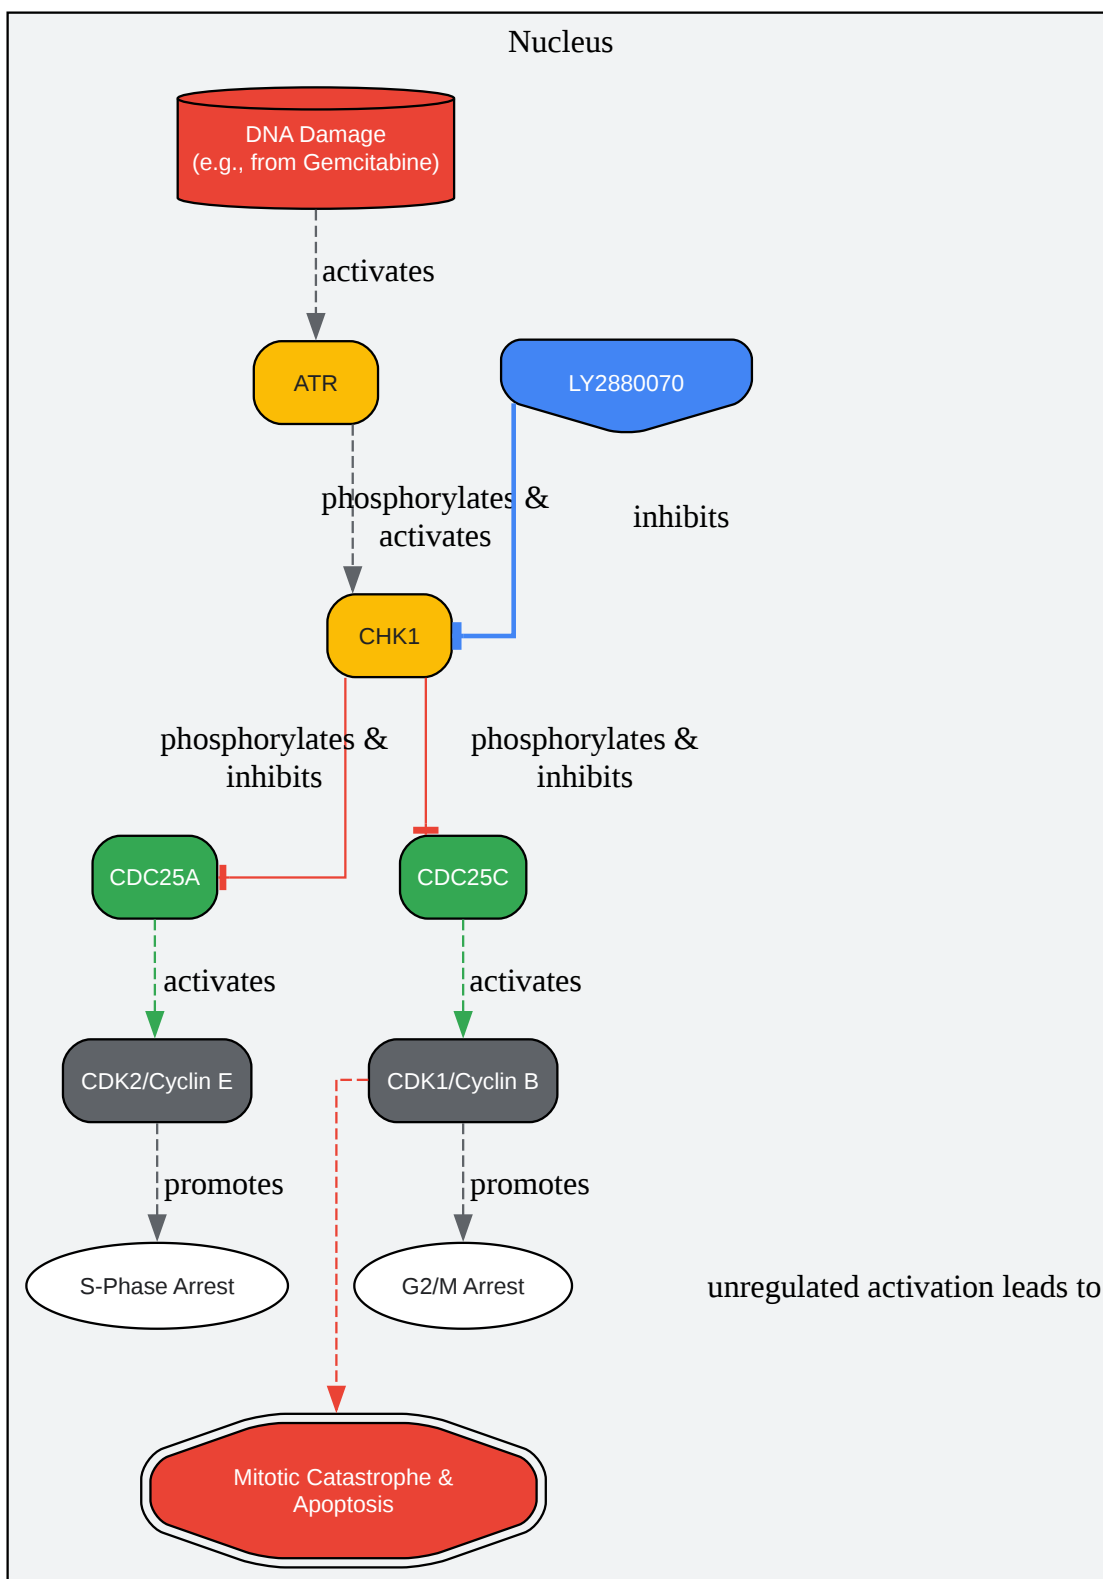 Nucleus
DNA Damage
(e.g., from Gemcitabine)
activates
ATR
LY2880070
phosphorylates &
activates
inhibits
CHK1
phosphorylates &
inhibits
phosphorylates &
inhibits
CDC25A
CDC25C
activates
activates
CDK2/Cyclin E
CDK1/Cyclin B
promotes
promotes
S-Phase Arrest
G2/M Arrest
unregulated activation leads to
Mitotic Catastrophe &
Apoptosis